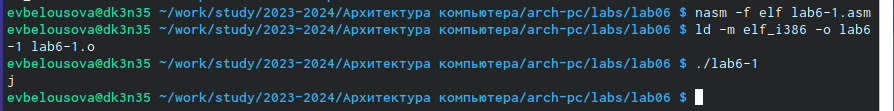 evbelousova@dk3n35 ~/work/study/2023-2024/Архитектура компьютера/arch-pc/labs/lab06 $ nasm -f elf lab6-1.asm
evbelousova@dk3n35 ~/work/study/2023-2024/Архитектура компьютера/arch-pc/labs/lab06 $ ld -m elf_i386 -o lab6
-1 lab6-1.o
evbelousova@dk3n35 ~/work/study/2023-2024/Архитектура компьютера/arch-pc/labs/lab06 $ ./lab6-1
j
evbelousova@dk3n35 ~/work/study/2023-2024/Архитектура компьютера/arch-pc/labs/lab06 $